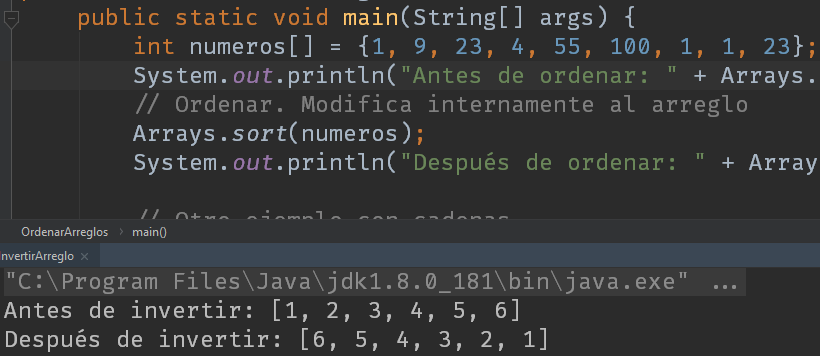 public static void main(String[] args) {
int numeros[] = {1, 9, 23, 4, 55, 100, 1, 1, 23};
System.out.println("Antes de ordenar: " + Arrays.
// Ordenar. Modifica internamente al arreglo
Arrays.sort(numeros);
System.out.println("Después de ordenar: " + Array
// Otro ejemplo con cadenas
OrdenarArreglos > main()
nvertirArreglo ×
"C:\Program Files\Java\jdk1.8.0_181\bin\java.exe" ...
Antes de invertir: [1, 2, 3, 4, 5, 6]
Después de invertir: [6, 5, 4, 3, 2, 1]